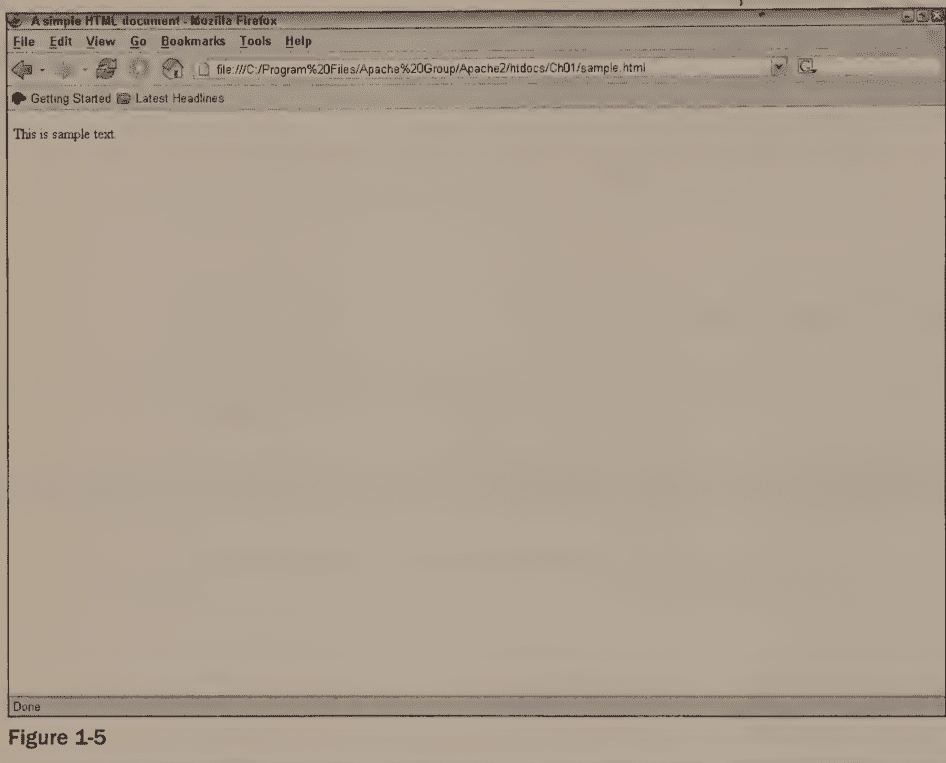 A simple HTML document - Mozilla Firefox
File Edit View Go Bookmarks Tools Help
file:///C:/Program%20Files/Apache%20Group/Apache2/htdocs/Ch01/sample.html G
Getting Started Latest Headlines
This is sample text.
Done
Figure 1-5